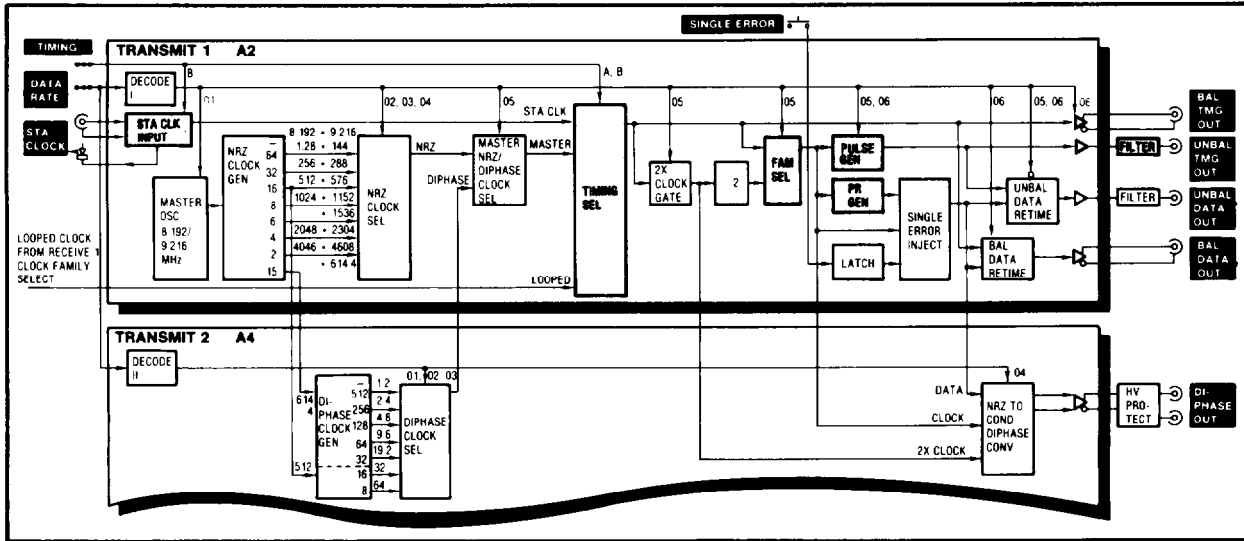 SINGLE ERROR
TIMING
TRANSMIT 1 A2
DATA
RATE
B
DECODE
I
01
STA
CLOCK
STA CLK
INPUT
MASTER
OSC
8 192/
9 216
MHz
LOOPED CLOCK
FROM RECEIVE 1
CLOCK FAMILY
SELECT
NRZ
CLOCK
GEN
64
32
16
8
6
4
2
15
8 192 • 9 216
1.28 • 144
256 • 288
512 • 576
1024 • 1152
• 1536
2048 • 2304
4046 • 4608
• 614 4
02, 03, 04
NRZ
CLOCK
SEL
NRZ
DIPHASE
05
MASTER
NRZ/
DIPHASE
CLOCK
SEL
STA CLK
MASTER
LOOPED
A, B
TIMING
SEL
05
2X
CLOCK
GATE
2
05
FAM
SEL
05, 06
PULSE
GEN
PR
GEN
LATCH
SINGLE
ERROR
INJECT
06
05, 06
UNBAL
DATA
RETIME
BAL
DATA
RETIME
06
FILTER
FILTER
BAL
TMG
OUT
UNBAL
TMG
OUT
UNBAL
DATA
OUT
BAL
DATA
OUT
TRANSMIT 2 A4
DECODE
II
614
4
512
DI-
PHASE
CLOCK
GEN
512
256
128
64
32
16
8
1.2
2 4
4 8
9 6
19 2
32
64
01, 02 03
DIPHASE
CLOCK
SEL
04
DATA
CLOCK
2X CLOCK
NRZ TO
COND
DIPHASE
CONV
HV
PRO-
TECT
DI-
PHASE
OUT